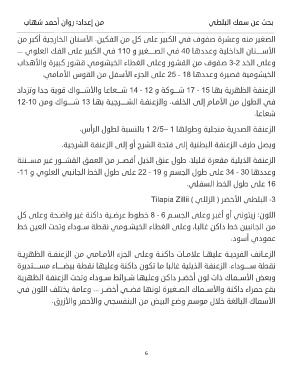 بحث عن سمك البلطي
من إعداد: روان أحمد شهاب
الصغير منه وعشرة صفوف في الكبير على كل من الفكين. الأسنان الخارجية أكبر من
الأسنان الداخلية وعددها 40 في الصغير و 110 في الكبير على الفك العلوي ...
وعلى الخد 2-3 صفوف من القشور وعلى الغطاء الخيشومي قشور كبيرة والأهداب
الخيشومية قصيرة وعددها 18 - 25 على الجزء الأسفل من القوس الأمامي.
الزعنفة الظهرية بها 15 - 17 شوكة و 12 - 14 شعاعا والأشواك قوية جدا وتزداد
في الطول من الأمام إلى الخلف. والزعنفة الشرجية بها 13 شوك ومن 10-12
شعاعا.
الزعنفة الصدرية منجلية وطولها 1 –2/5 1 بالنسبة لطول الرأس.
ويصل طرف الزعنفة البطنية إلى فتحة الشرج أو إلى الزعنفة الشرجية.
الزعنفة الذيلية مقعرة قليلا. طول عنق الذيل أقصر من العمق القشور غير مسننة
وعددها 30 - 34 على طول الجسم و 19 - 22 على طول الخط الجانبي العلوي و 11-
16 على طول الخط السفلي.
3- البلطي الأخضر ( الزللي ) Tilapia Zillii
اللون: زيتوني أو أغبر وعلى الجسم 6 - 8 خطوط عرضية داكنة غير واضحة وعلى كل
من الجانبين خط داكن غالبا، وعلى الغطاء الخيشومي نقطة سوداء وتحت العين خط
عمودي أسود.
الزعانف الفردية عليها علامات داكنة وعلى الجزء الأمامي من الزعنفة الظهرية
نقطة سوداء. الزعنفة الذيلية غالبا ما تكون داكنة وعليها نقطة بيضاء مستديرة
وبعض الأسماك ذات لون أخضر داكن وعليها شرائط سوداء وتحت الزعنفة الظهرية
بقع حمراء داكنة والأسماك الصغيرة لونها فضي أخضر ... وعامة يختلف اللون في
الأسماك البالغة خلال موسم وضع البيض من البنفسجي والأحمر والأزرق.
6